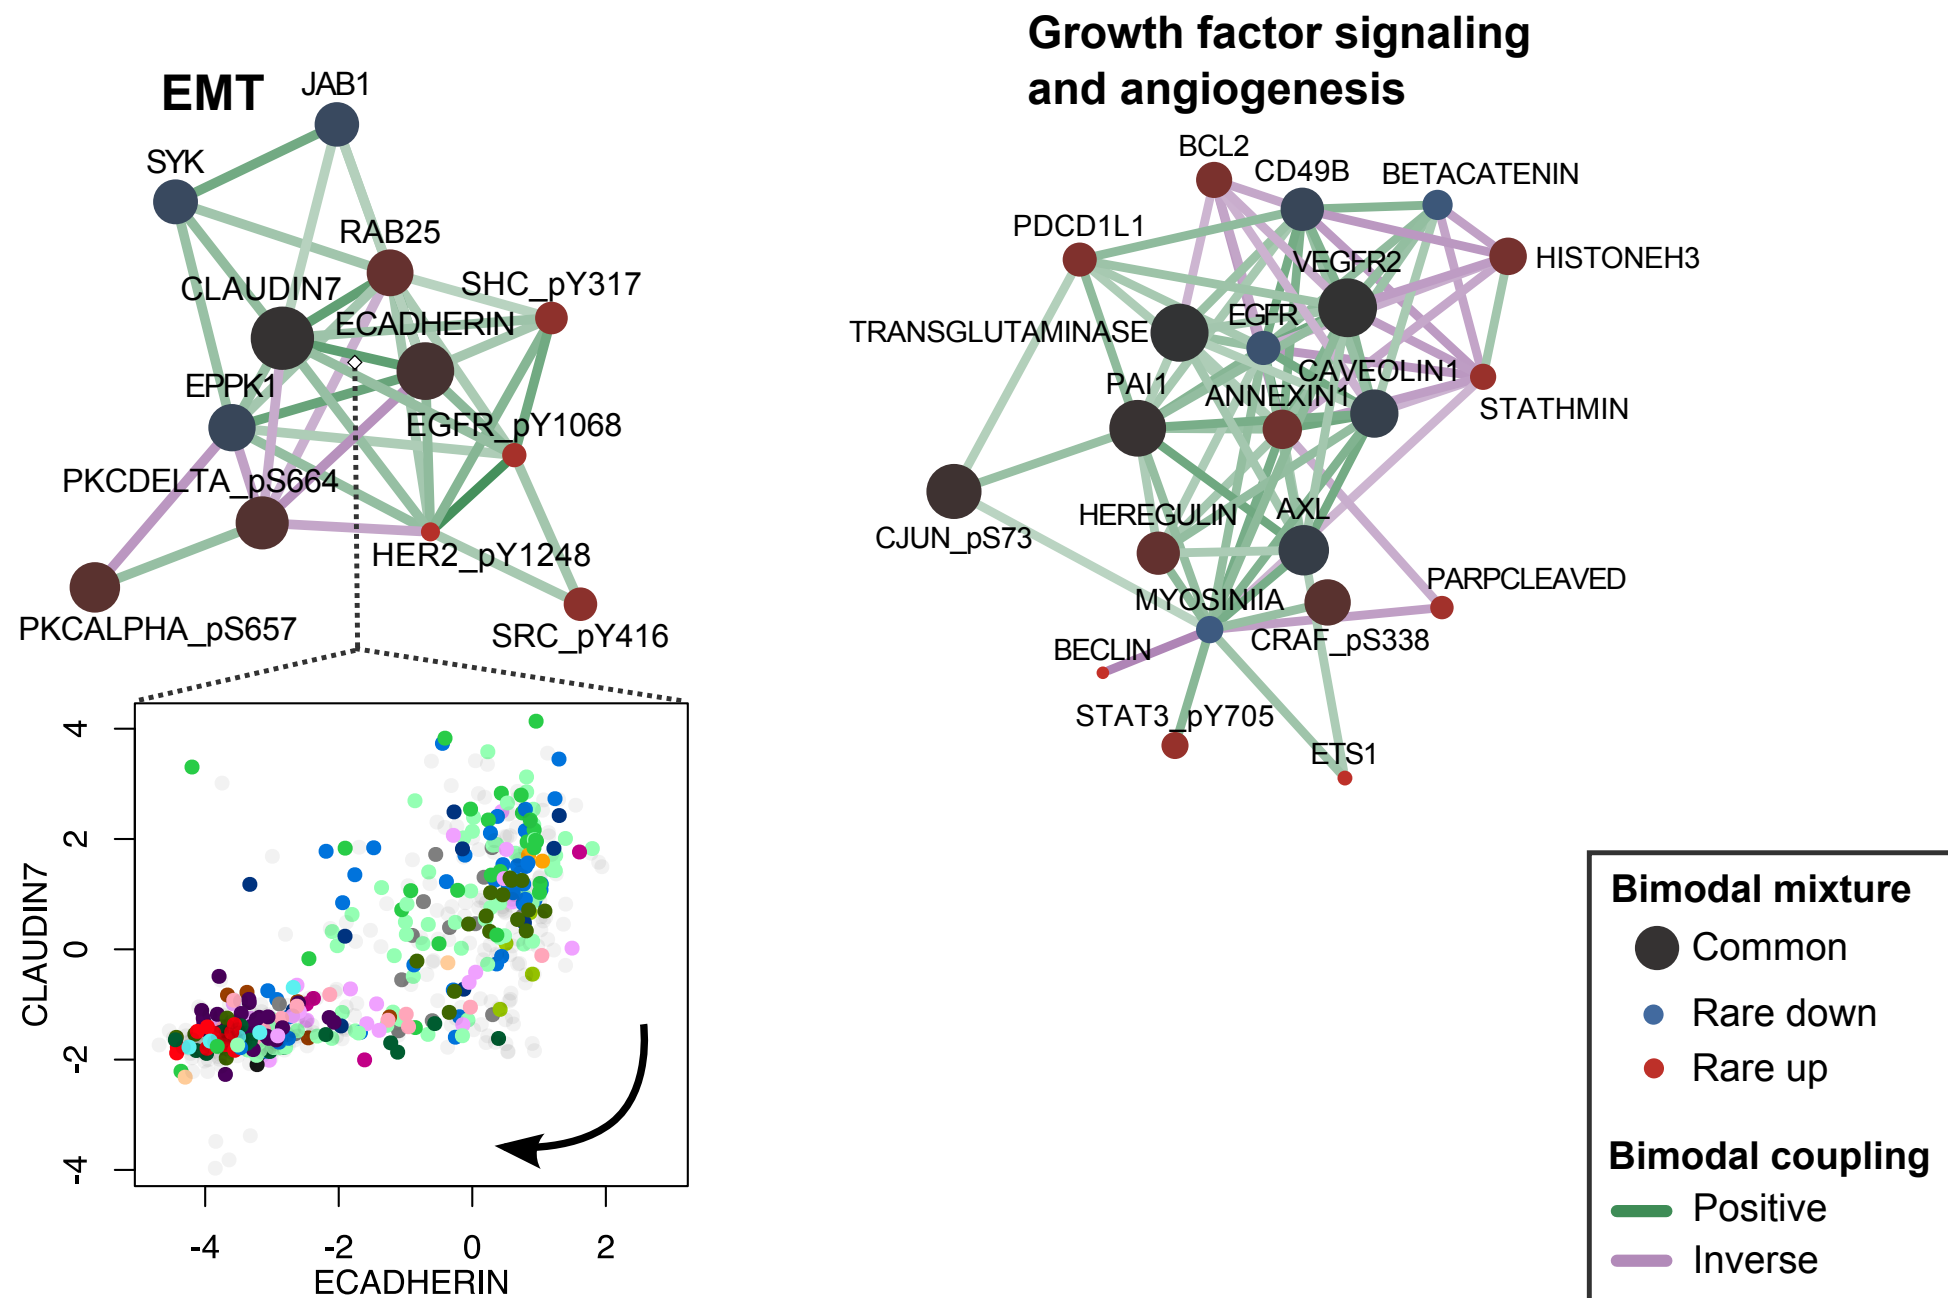 Growth factor signaling
and angiogenesis
EMT
JAB1
SYK
RAB25
CLAUDIN7
SHC_pY317
ECADHERIN
EPPK1
EGFR_pY1068
PKCDELTA_pS664
HER2_pY1248
PKCALPHA_pS657
SRC_pY416
BCL2
CD49B
BETACATENIN
PDCD1L1
VEGFR2
HISTONEH3
TRANSGLUTAMINASE
EGFR
PAI1
CAVEOLIN1
ANNEXIN1
STATHMIN
CJUN_pS73
HEREGULIN
AXL
PARPCLEAVED
MYOSINIIA
CRAF_pS338
BECLIN
STAT3_pY705
ETS1
4
2
0
-2
-4
CLAUDIN7
-4
-2
0
2
ECADHERIN
Bimodal mixture
Common
Rare down
Rare up
Bimodal coupling
Positive
Inverse